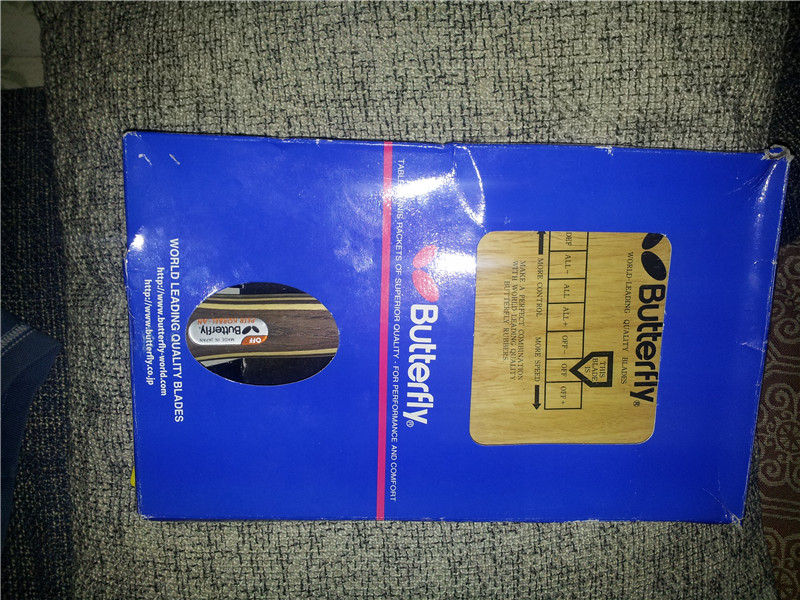 Butterfly®
WORLD-LEADING QUALITY BLADES
THIS
BLADE
IS
DEF
ALL-
ALL
ALL+
OFF-
OFF
OFF+
MORE CONTROL
MORE SPEED
MAKE A PERFECT COMBINATION
WITH WORLD-LEADING QUALITY
BUTTERFLY RUBBERS
Butterfly®
TABLE TENNIS RACKETS OF SUPERIOR QUALITY - FOR PERFORMANCE AND COMFORT
OFF
MADE IN JAPAN
Butterfly
PETR KORBEL-AN
WORLD LEADING QUALITY BLADES
http://www.butterfly-world.com
http://www.butterfly.co.jp